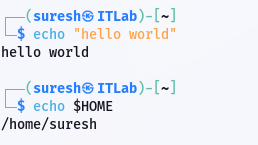 ┌──(suresh㉿ITLab)-[~]
└─$ echo "hello world"
hello world
┌──(suresh㉿ITLab)-[~]
└─$ echo $HOME
/home/suresh